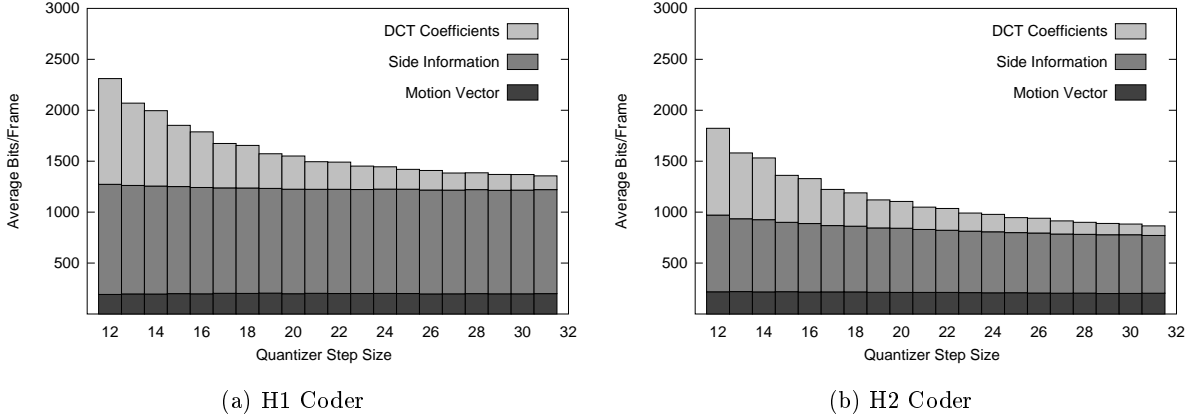 3000
2500
2000
1500
1000
500
Average Bits/Frame
DCT Coefficients
Side Information
Motion Vector
12 14 16 18 20 22 24 26 28 30 32
Quantizer Step Size
(a) H1 Coder
3000
2500
2000
1500
1000
500
Average Bits/Frame
DCT Coefficients
Side Information
Motion Vector
12 14 16 18 20 22 24 26 28 30 32
Quantizer Step Size
(b) H2 Coder